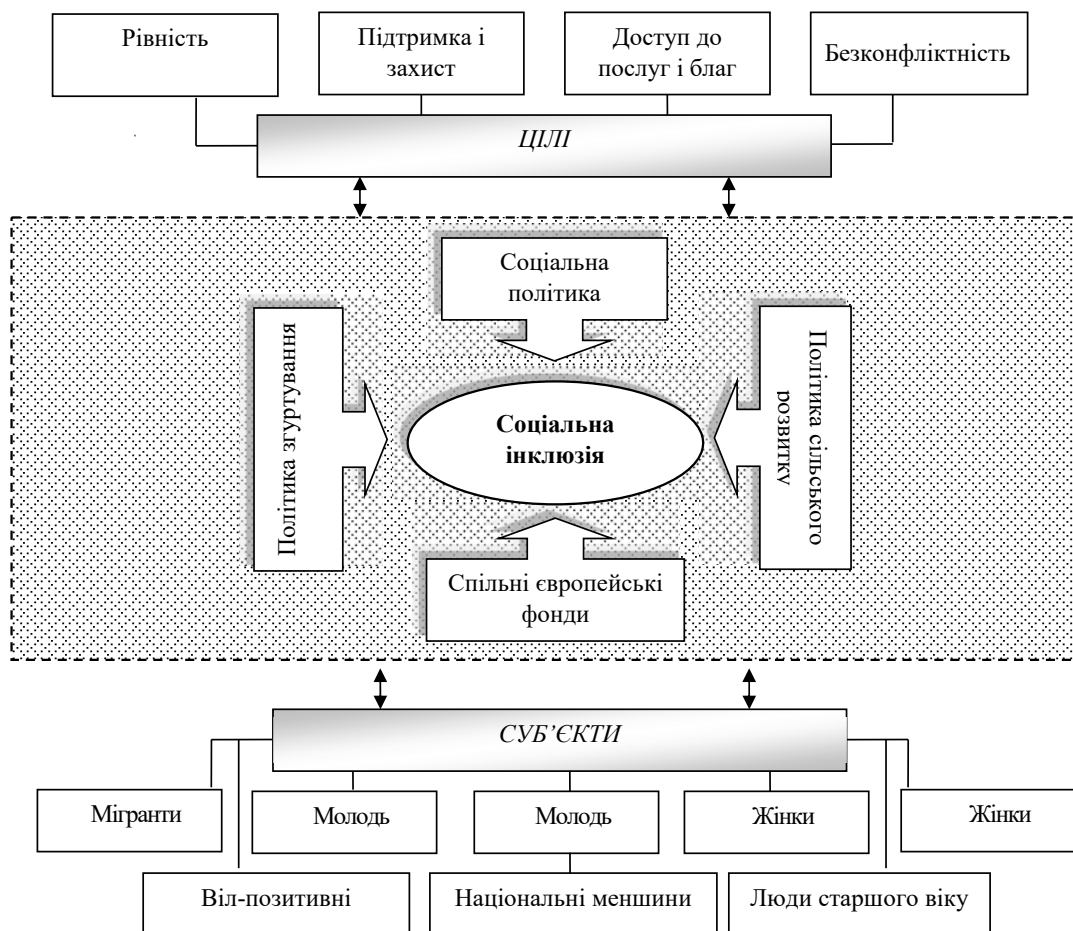 Рівність
Підтримка і
захист
Доступ до
послуг і благ
Безконфліктність
ЦІЛІ
Соціальна
політика
Політика згуртування
Соціальна
інклюзія
Політика сільського
розвитку
Спільні європейські
фонди
СУБ’ЄКТИ
Мігранти
Молодь
Молодь
Жінки
Жінки
Віл-позитивні
Національні меншини
Люди старшого віку